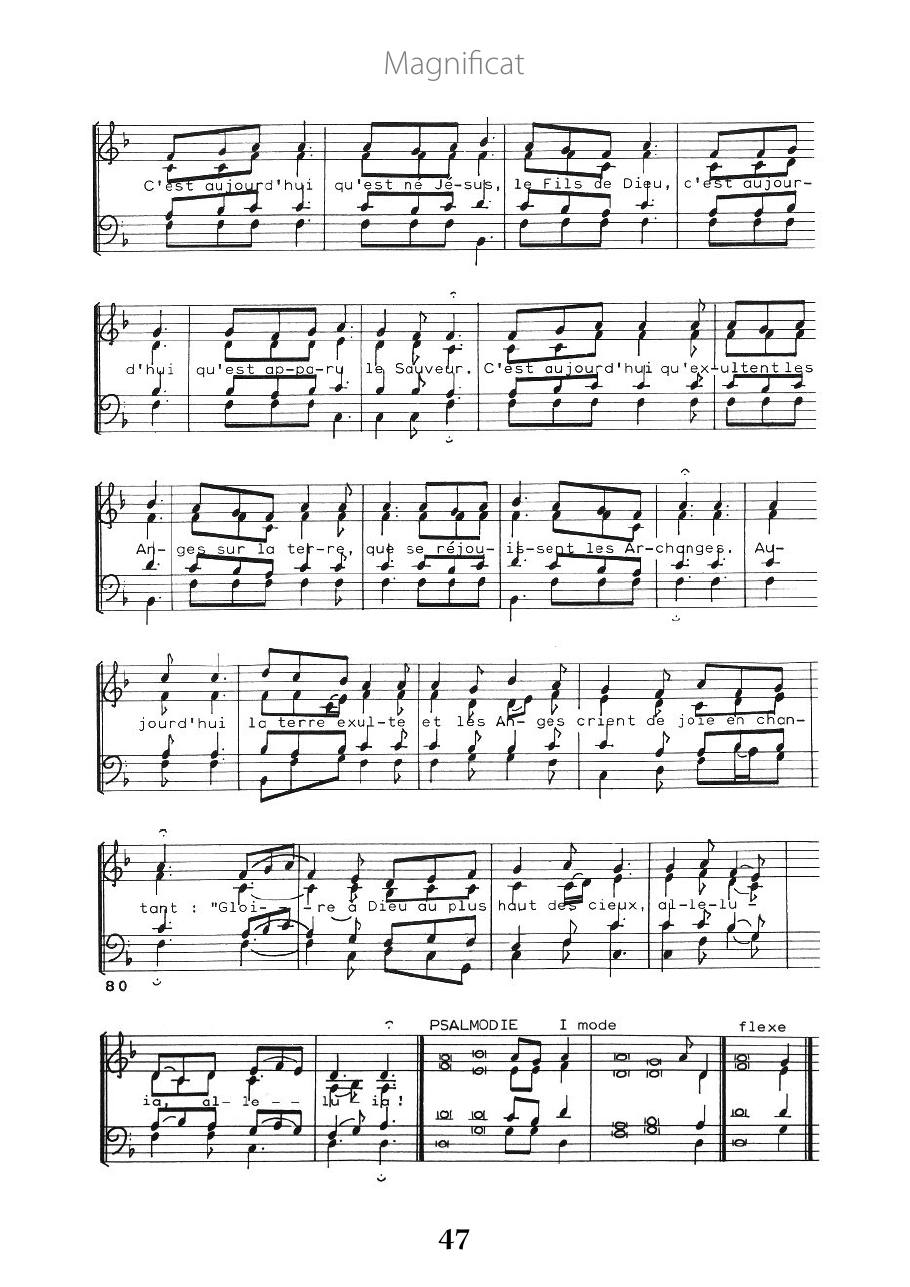 Magnificat
C'est aujourd'hui qu'est né Jé-sus, le Fils de Dieu, c'est aujour-
d'hui qu'est ap-pa-ru le Sauveur. C'est aujourd'hui qu'ex-ultent les
An- ges sur la ter-re, que se réjou- is-sent les Ar-changes. Au-
jourd'hui la terre exul-te et les An- ges crient de joie en chan-
tant : "Gloi- -re à Dieu au plus haut des cieux, al-le-lu -
80
PSALMODIE I mode flexe
ia, al- le - - lu - ia!
47